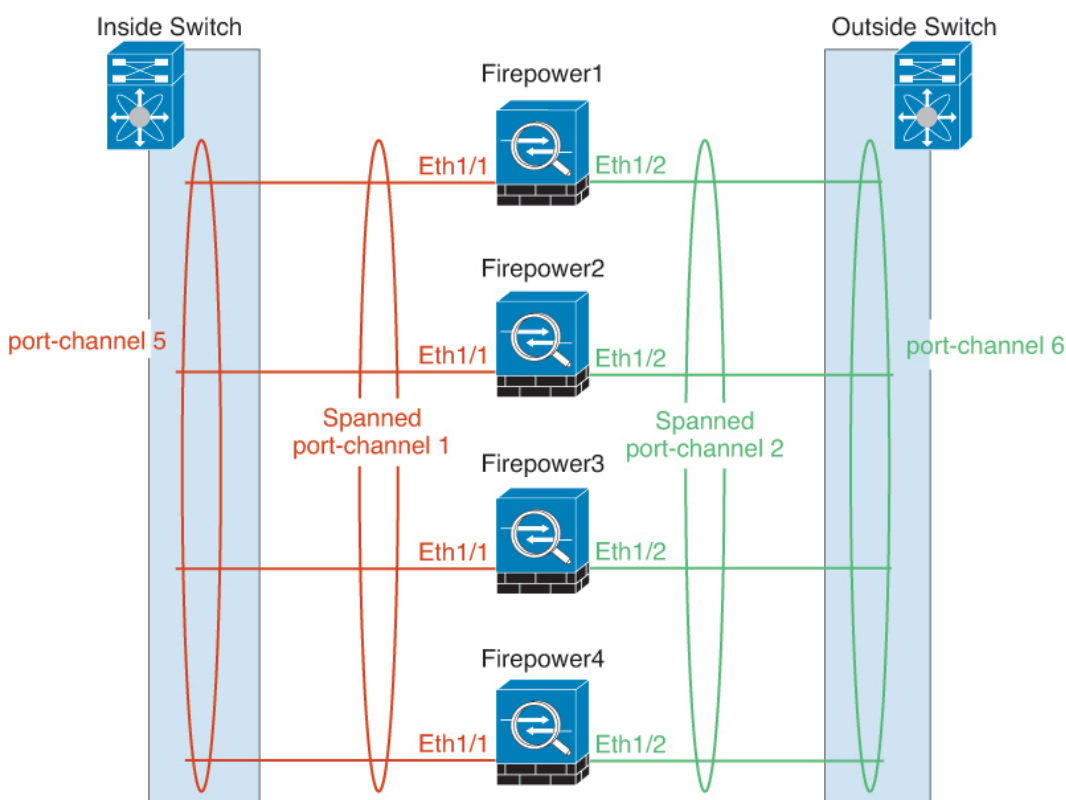 Inside Switch
Outside Switch
Firepower1
Eth1/1
Eth1/2
Firepower2
port-channel 5
Eth1/1
Eth1/2
port-channel 6
Spanned
port-channel 1
Spanned
port-channel 2
Firepower3
Eth1/1
Eth1/2
Firepower4
Eth1/1
Eth1/2